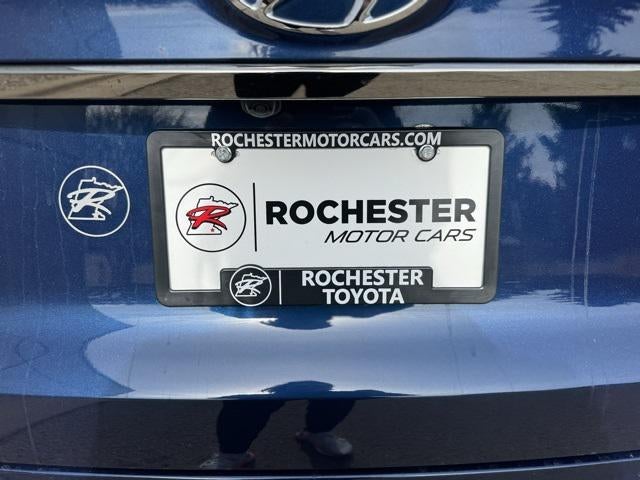 ROCHESTERMOTORCARS.COM
R
R
ROCHESTER
MOTOR CARS
R
ROCHESTER
TOYOTA